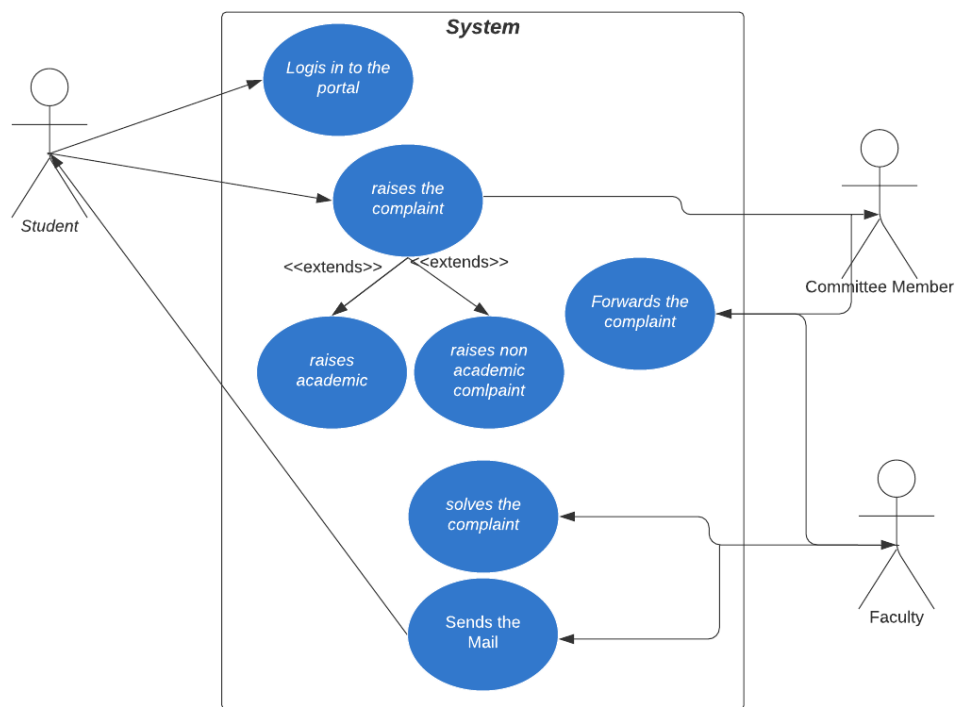 System
Logis in to the
portal
Student
raises the
complaint
<<extends>>
<<extends>>
Committee Member
Forwards the
complaint
raises
academic
raises non
academic
comlpaint
solves the
complaint
Sends the
Mail
Faculty